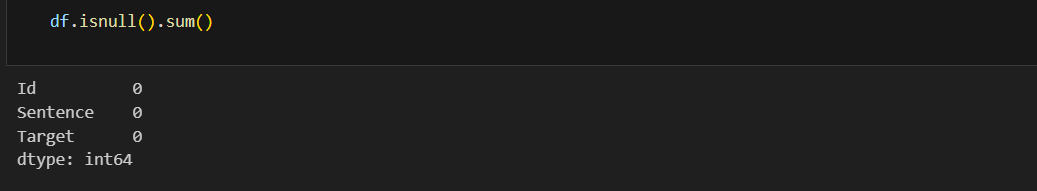 df.isnull().sum()
Id 0
Sentence 0
Target 0
dtype: int64